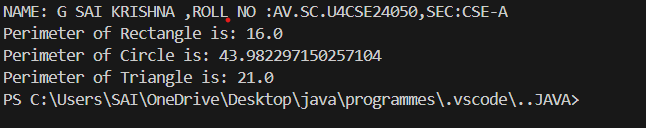 NAME: G SAI KRISHNA ,ROLL NO :AV.SC.U4CSE24050,SEC:CSE-A
Perimeter of Rectangle is: 16.0
Perimeter of Circle is: 43.982297150257104
Perimeter of Triangle is: 21.0
PS C:\Users\SAI\OneDrive\Desktop\java\programmes\.vscode\..JAVA>